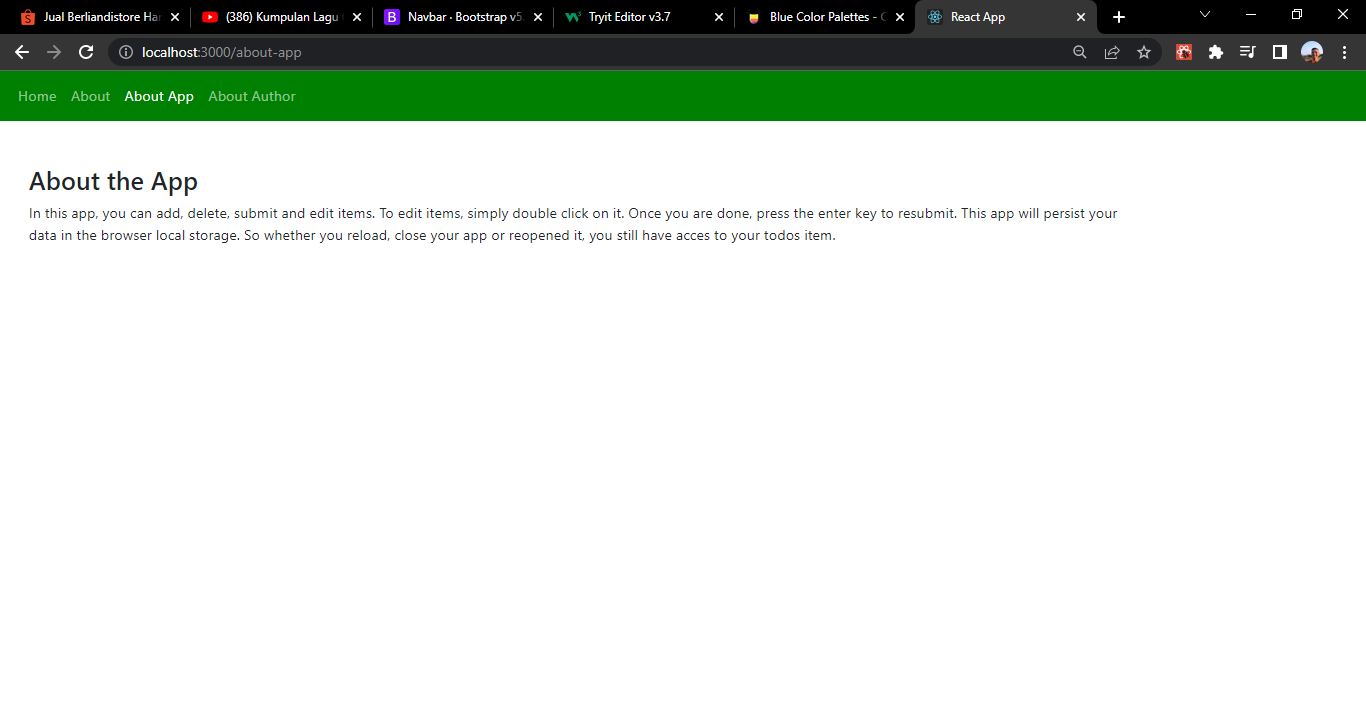 Jual Berliandistore Har
(386) Kumpulan Lagu
Navbar · Bootstrap v5.
Tryit Editor v3.7
Blue Color Palettes - C
React App
localhost:3000/about-app
Home About About App About Author
About the App
In this app, you can add, delete, submit and edit items. To edit items, simply double click on it. Once you are done, press the enter key to resubmit. This app will persist your
data in the browser local storage. So whether you reload, close your app or reopened it, you still have acces to your todos item.